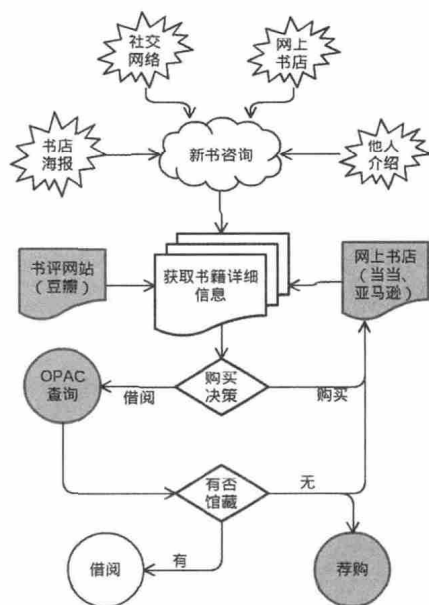 社交
网络
网上
书店
书店
海报
新书咨询
他人
介绍
书评网站
（豆瓣）
获取书籍详细
信息
网上书店
（当当、
亚马逊）
OPAC
查询
借阅
购买
决策
购买
有否
馆藏
无
借阅
有
荐购